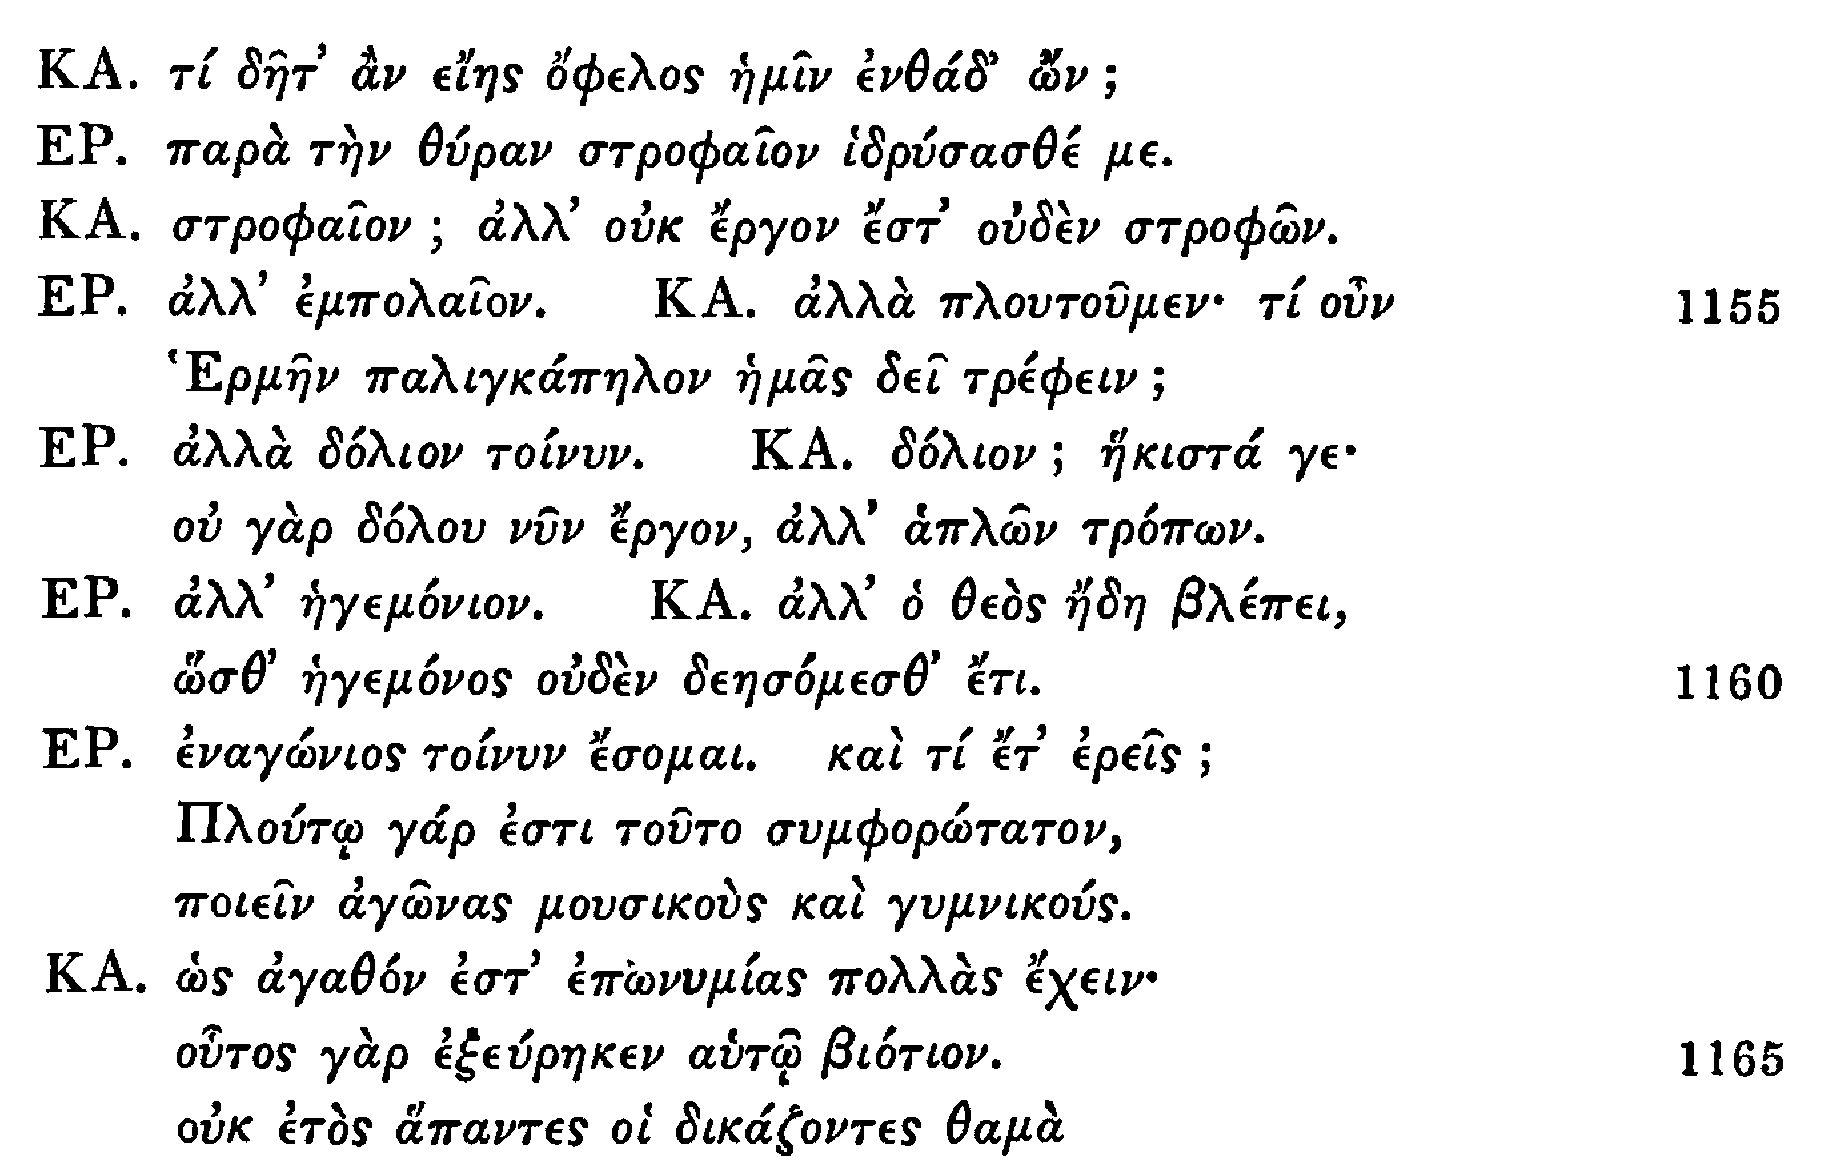 ΚΑ. τί δῆτ’ ἂν εἴης ὄφελος ἡμῖν ἐνθάδ’ ὤν ;
ΕΡ. παρὰ τὴν θύραν στροφαῖον ἱδρύσασθέ με.
ΚΑ. στροφαῖον ; ἀλλ’ οὐκ ἔργον ἔστ’ οὐδὲν στροφῶν.
ΕΡ. ἀλλ’ ἐμπολαῖον. ΚΑ. ἀλλὰ πλουτοῦμεν· τί οὖν 1155
Ἑρμῆν παλιγκάπηλον ἡμᾶς δεῖ τρέφειν ;
ΕΡ. ἀλλὰ δόλιον τοίνυν. ΚΑ. δόλιον ; ἥκιστά γε·
οὐ γὰρ δόλου νῦν ἔργον, ἀλλ’ ἁπλῶν τρόπων.
ΕΡ. ἀλλ’ ἡγεμόνιον. ΚΑ. ἀλλ’ ὁ θεὸς ἤδη βλέπει,
ὥσθ’ ἡγεμόνος οὐδὲν δεησόμεσθ’ ἔτι. 1160
ΕΡ. ἐναγώνιος τοίνυν ἔσομαι. καὶ τί ἔτ’ ἐρεῖς ;
Πλούτῳ γάρ ἐστι τοῦτο συμφορώτατον,
ποιεῖν ἀγῶνας μουσικοὺς καὶ γυμνικούς.
ΚΑ. ὡς ἀγαθόν ἐστ’ ἐπωνυμίας πολλὰς ἔχειν·
οὗτος γὰρ ἐξεύρηκεν αὑτῷ βιότιον. 1165
οὐκ ἐτὸς ἅπαντες οἱ δικάζοντες θαμὰ